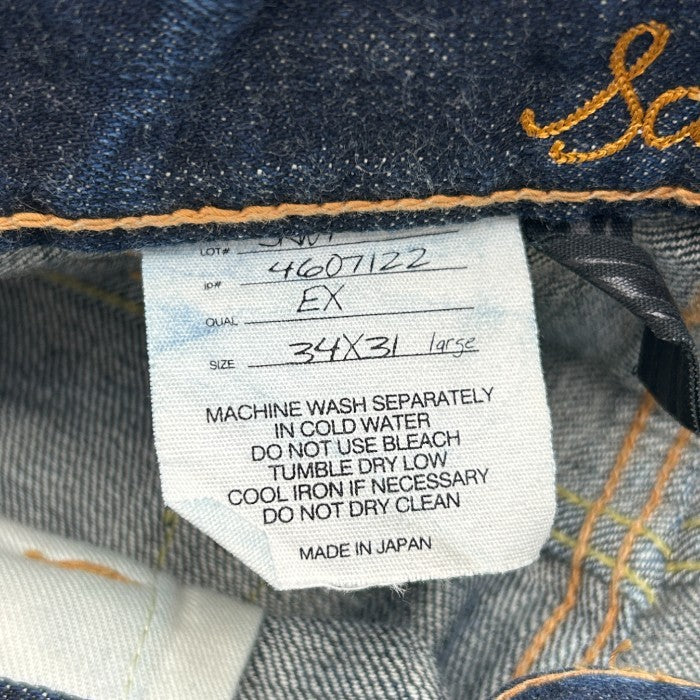 Sa
LOT#
ID# 4607122
QUAL EX
SIZE 34X31 large
MACHINE WASH SEPARATELY
IN COLD WATER
DO NOT USE BLEACH
TUMBLE DRY LOW
COOL IRON IF NECESSARY
DO NOT DRY CLEAN
MADE IN JAPAN